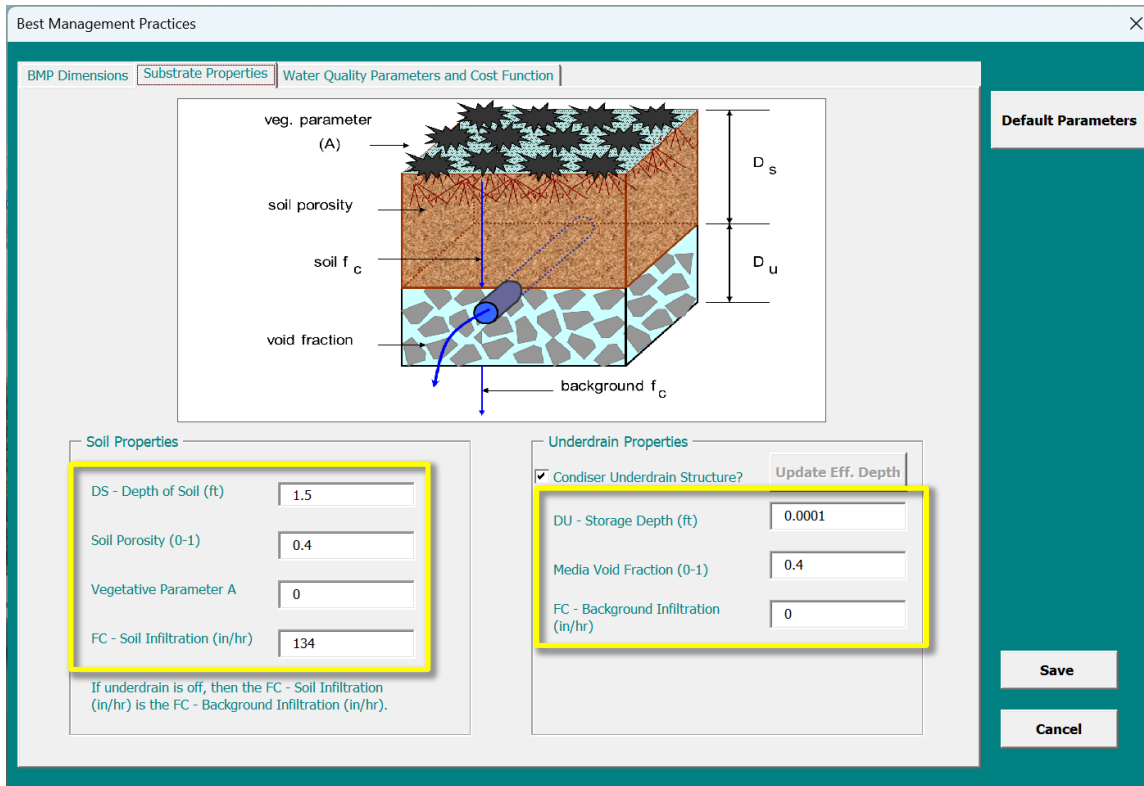 Best Management Practices
BMP Dimensions
Substrate Properties
Water Quality Parameters and Cost Function
Default Parameters
veg. parameter
(A)
soil porosity
soil f c
void fraction
D s
D u
background f c
Soil Properties
DS - Depth of Soil (ft)
1.5
Soil Porosity (0-1)
0.4
Vegetative Parameter A
0
FC - Soil Infiltration (in/hr)
134
If underdrain is off, then the FC - Soil Infiltration
(in/hr) is the FC - Background Infiltration (in/hr).
Underdrain Properties
Condiser Underdrain Structure?
Update Eff. Depth
DU - Storage Depth (ft)
0.0001
Media Void Fraction (0-1)
0.4
FC - Background Infiltration
(in/hr)
0
Save
Cancel